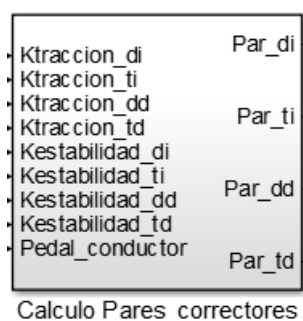 Ktraccion_di
Ktraccion_ti
Ktraccion_dd
Ktraccion_td
Kestabilidad_di
Kestabilidad_ti
Kestabilidad_dd
Kestabilidad_td
Pedal_conductor
Par_di
Par_ti
Par_dd
Par_td
Calculo Pares correctores